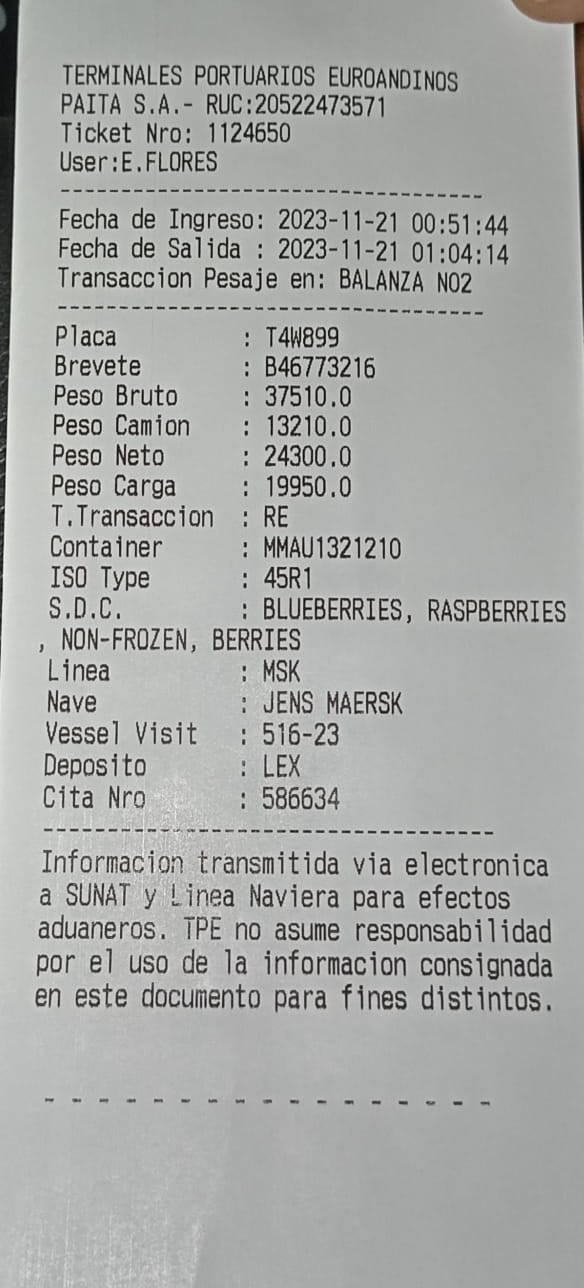 TERMINALES PORTUARIOS EUROANDINOS
PAITA S.A.- RUC:20522473571
Ticket Nro: 1124650
User:E.FLORES
Fecha de Ingreso: 2023-11-21 00:51:44
Fecha de Salida : 2023-11-21 01:04:14
Transaccion Pesaje en: BALANZA NO2
Placa : T4W899
Brevete : B46773216
Peso Bruto : 37510.0
Peso Camion : 13210.0
Peso Neto : 24300.0
Peso Carga : 19950.0
T.Transaccion : RE
Container : MMAU1321210
ISO Type : 45R1
S.D.C. : BLUEBERRIES, RASPBERRIES
, NON-FROZEN, BERRIES
Linea : MSK
Nave : JENS MAERSK
Vessel Visit : 516-23
Deposito : LEX
Cita Nro : 586634
Informacion transmitida via electronica
a SUNAT y Linea Naviera para efectos
aduaneros. TPE no asume responsabilidad
por el uso de la informacion consignada
en este documento para fines distintos.